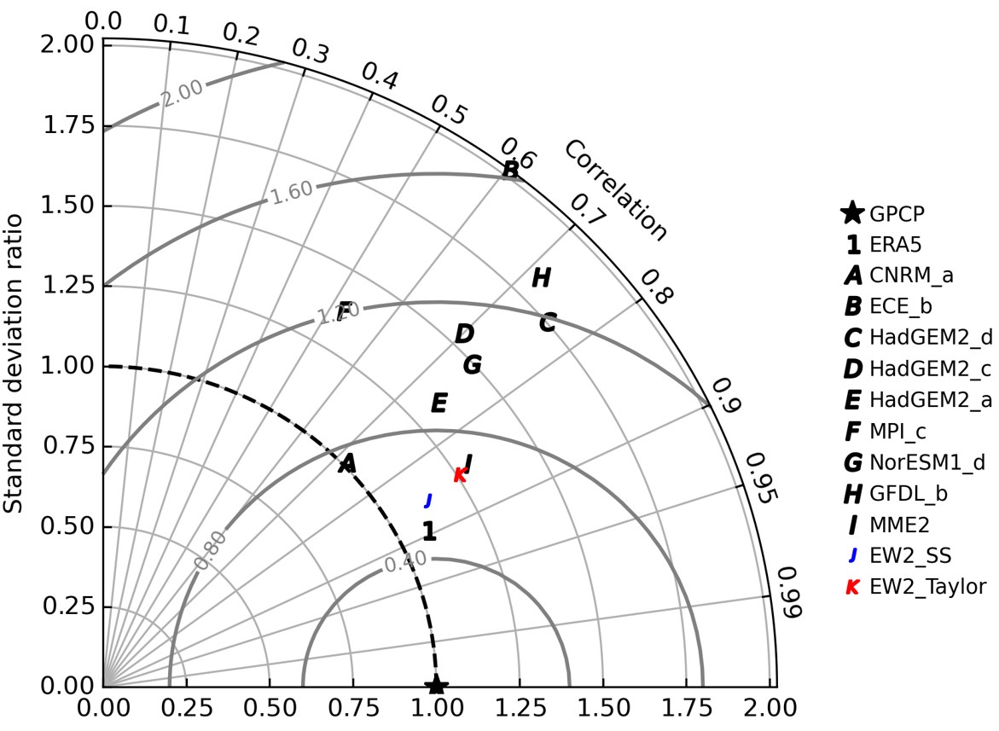 0.0
0.1
0.2
0.3
0.4
0.5
0.6
0.7
0.8
0.9
0.95
0.99
Correlation
Standard deviation ratio
2.00
1.75
1.50
1.25
1.00
0.75
0.50
0.25
0.00
0.00
0.25
0.50
0.75
1.00
1.25
1.50
1.75
2.00
2.00
1.60
1.20
0.80
0.40
B
H
F
C
D
G
E
A
I
K
J
1
★ GPCP
1 ERA5
A CNRM_a
B ECE_b
C HadGEM2_d
D HadGEM2_c
E HadGEM2_a
F MPI_c
G NorESM1_d
H GFDL_b
I MME2
J EW2_SS
K EW2_Taylor